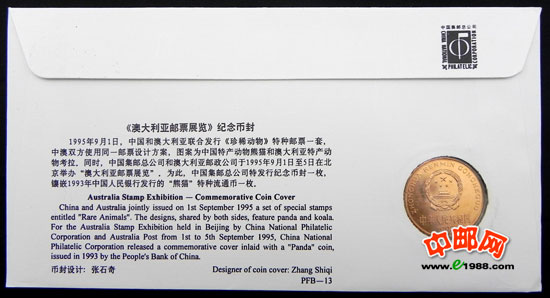 中国集邮总公司
CHINA NATIONAL
PHILATELIC
CORPORATION
《澳大利亚邮票展览》纪念币封
1995年9月1日，中国和澳大利亚联合发行《珍稀动物》特种邮票一套，
中澳双方使用同一邮票设计方案，图案为中国特产动物熊猫和澳大利亚特产动
物考拉。同时，中国集邮总公司和澳大利亚邮政公司于1995年9月1日至5日在北
京举办“澳大利亚邮票展览”。为此，中国集邮总公司特发行纪念币封一枚，
镶嵌1993年中国人民银行发行的“熊猫”特种流通币一枚。
Australia Stamp Exhibition — Commemorative Coin Cover
China and Australia jointly issued on 1st September 1995 a set of special stamps
entitled "Rare Animals". The designs, shared by both sides, feature panda and koala.
For the Australia Stamp Exhibition held in Beijing by China National Philatelic
Corporation and Australia Post from 1st to 5th September 1995, China National
Philatelic Corporation released a commemorative cover inlaid with a "Panda" coin,
issued in 1993 by the People's Bank of China.
币封设计：张石奇
Designer of coin cover: Zhang Shiqi
PFB—13
中邮网
www.e1988.com